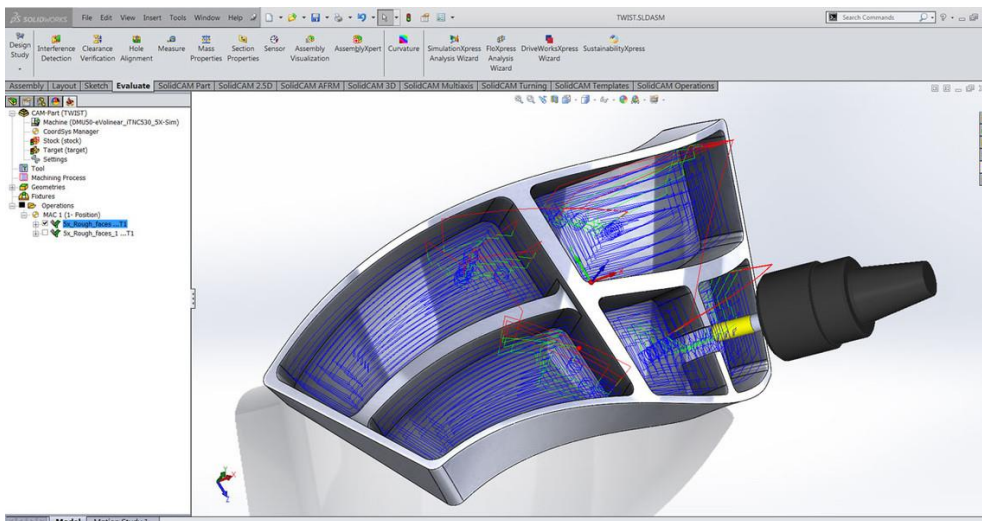 SOLIDWORKS File Edit View Insert Tools Window Help TWIST.SLDASM Search Commands
Design Study
Interference Detection
Clearance Verification
Hole Alignment
Measure
Mass Properties
Section Properties
Sensor
Assembly Visualization
AssemblyXpert
Curvature
SimulationXpress Analysis Wizard
FloXpress Analysis Wizard
DriveWorksXpress Wizard
SustainabilityXpress
Assembly Layout Sketch Evaluate SolidCAM Part SolidCAM 2.5D SolidCAM AFRM SolidCAM 3D SolidCAM Multiaxis SolidCAM Turning SolidCAM Templates SolidCAM Operations
CAM-Part (TWIST)
Machine (DMU50-eVolinear_iTNC530_5X-Sim)
CoordSys Manager
Stock (stock)
Target (target)
Settings
Tool
Machining Process
Geometries
Fixtures
Operations
MAC 1 (1- Position)
5x_Rough_faces ...T1
5x_Rough_faces_1 ...T1
Model Motion Study 1